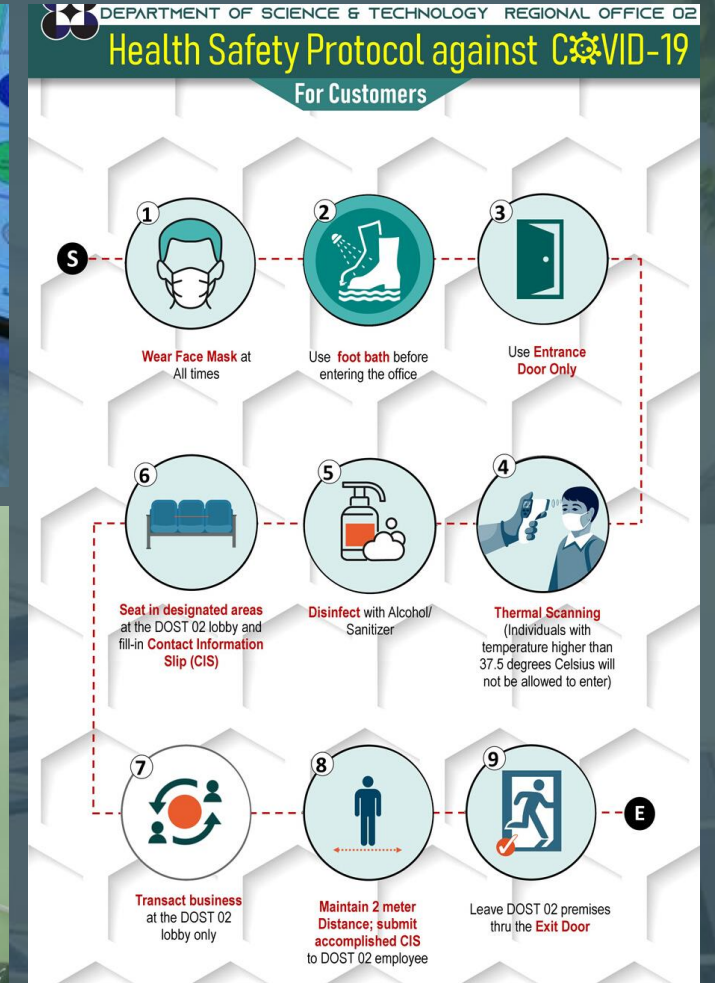 DEPARTMENT OF SCIENCE & TECHNOLOGY REGIONAL OFFICE 02
Health Safety Protocol against COVID-19
For Customers
S
1
Wear Face Mask at
All times
2
Use foot bath before
entering the office
3
Use Entrance
Door Only
4
Thermal Scanning
(Individuals with
temperature higher than
37.5 degrees Celsius will
not be allowed to enter)
5
Disinfect with Alcohol/
Sanitizer
6
Seat in designated areas
at the DOST 02 lobby and
fill-in Contact Information
Slip (CIS)
7
Transact business
at the DOST 02
lobby only
8
Maintain 2 meter
Distance; submit
accomplished CIS
to DOST 02 employee
9
Leave DOST 02 premises
thru the Exit Door
E